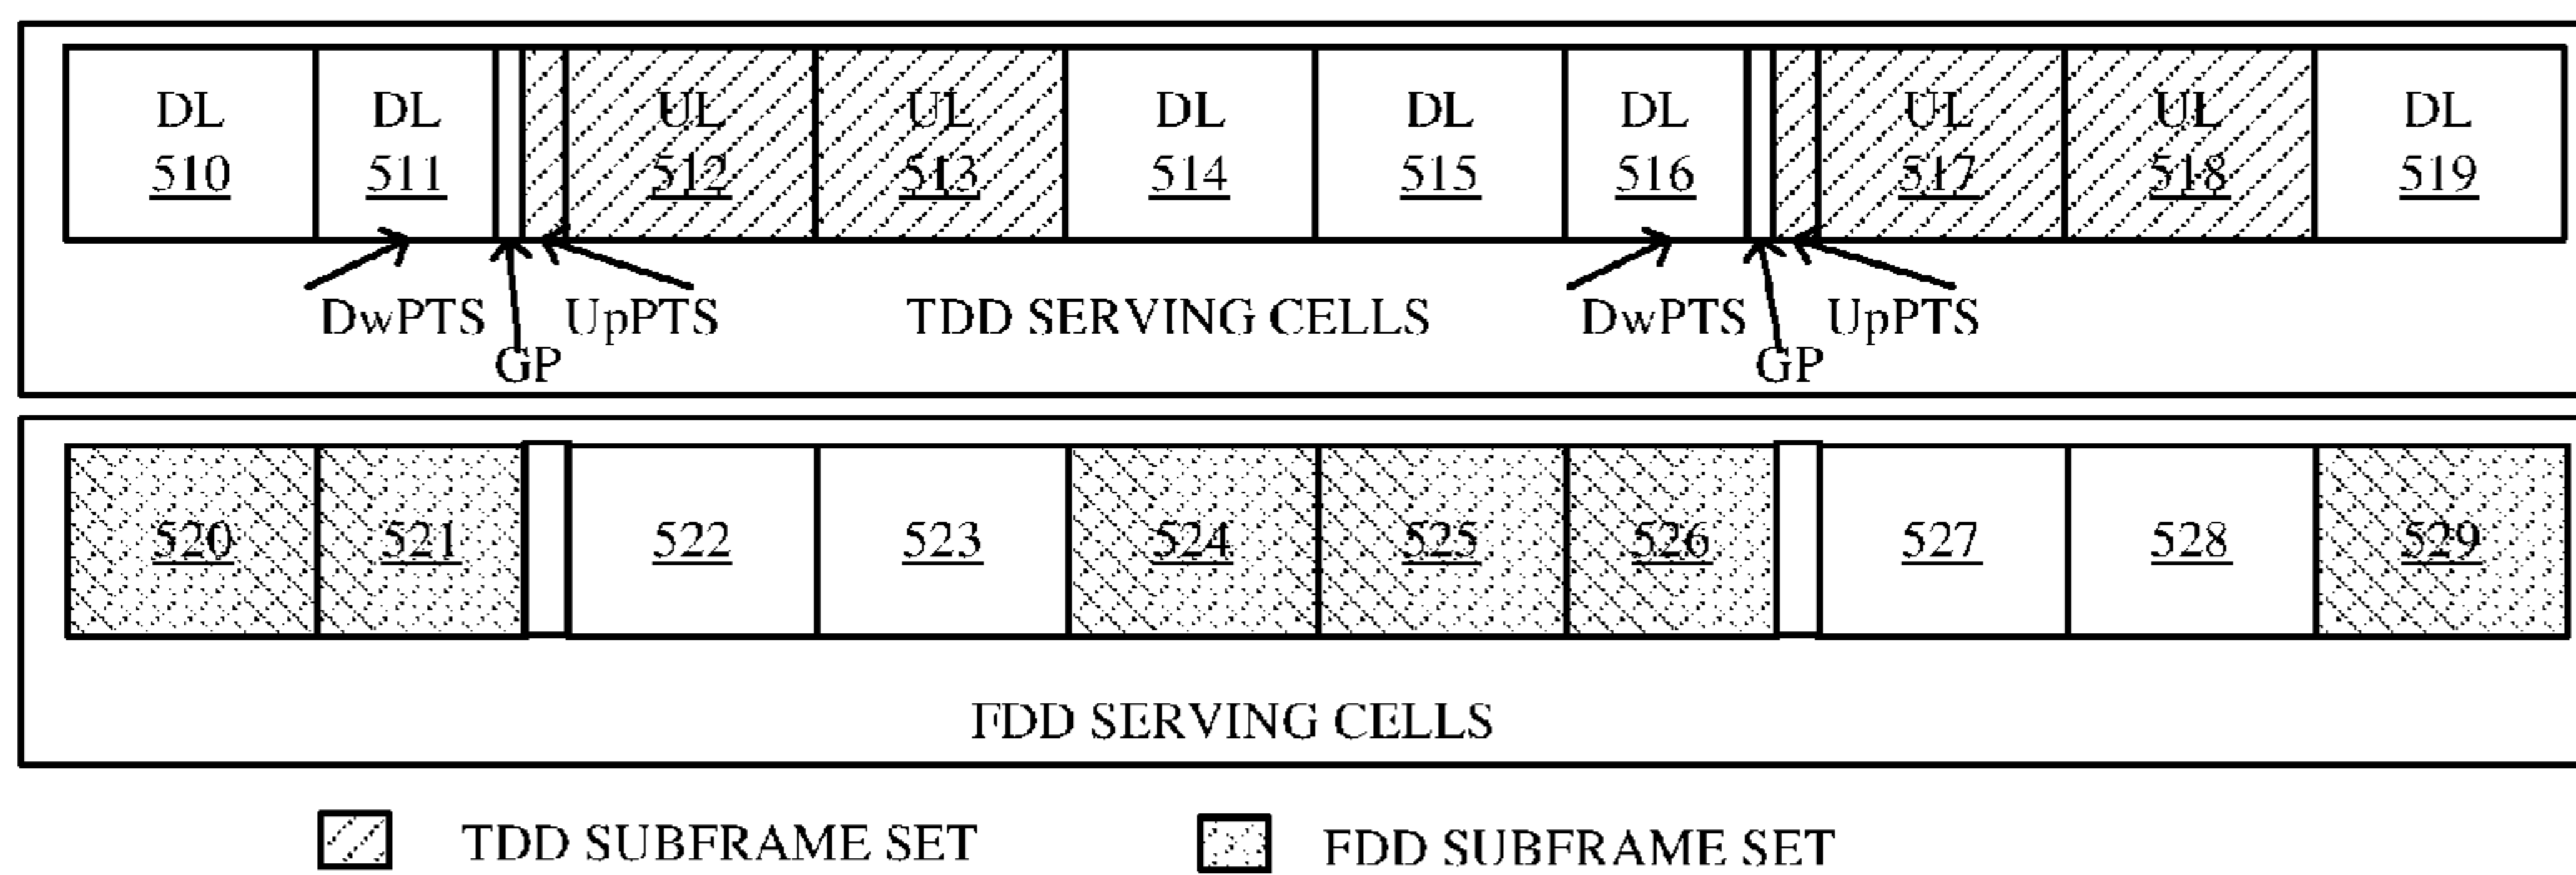 DL DL UL UL DL DL DL UL UL DL
510 511 512 513 514 515 516 517 518 519
DwPTS UpPTS TDD SERVING CELLS DwPTS UpPTS
GP GP
520 521 522 523 524 525 526 527 528 529
FDD SERVING CELLS
TDD SUBFRAME SET FDD SUBFRAME SET